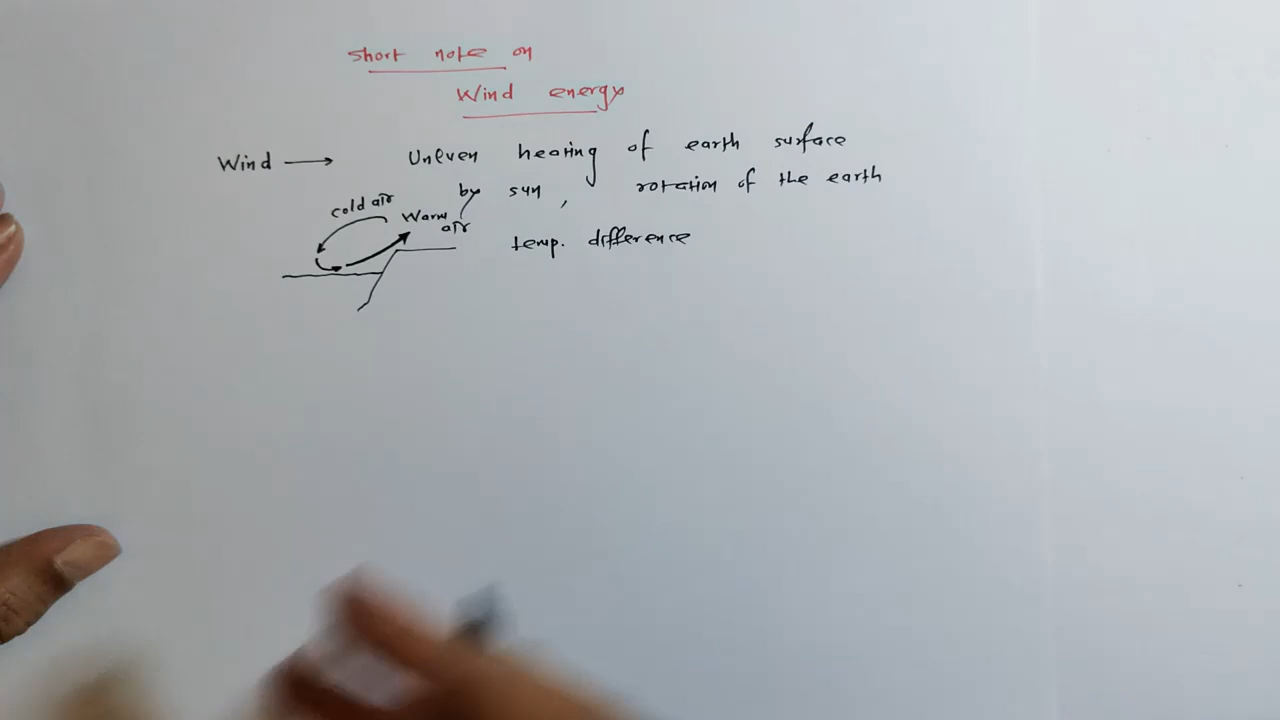 Short note on
Wind energy
Wind → Uneven heating of earth surface
by sun, rotation of the earth
temp. difference
cold air
Warm
air